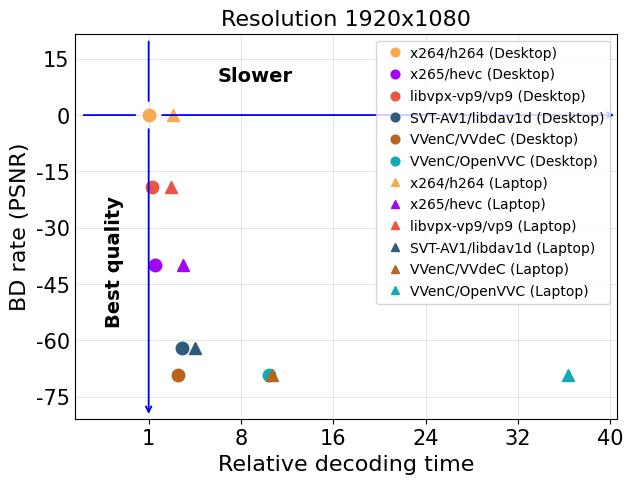 Resolution 1920x1080
BD rate (PSNR)
15
0
-15
-30
-45
-60
-75
Slower
Best quality
x264/h264 (Desktop)
x265/hevc (Desktop)
libvpx-vp9/vp9 (Desktop)
SVT-AV1/libdav1d (Desktop)
VVenC/VVdeC (Desktop)
VVenC/OpenVVC (Desktop)
x264/h264 (Laptop)
x265/hevc (Laptop)
libvpx-vp9/vp9 (Laptop)
SVT-AV1/libdav1d (Laptop)
VVenC/VVdeC (Laptop)
VVenC/OpenVVC (Laptop)
1 8 16 24 32 40
Relative decoding time